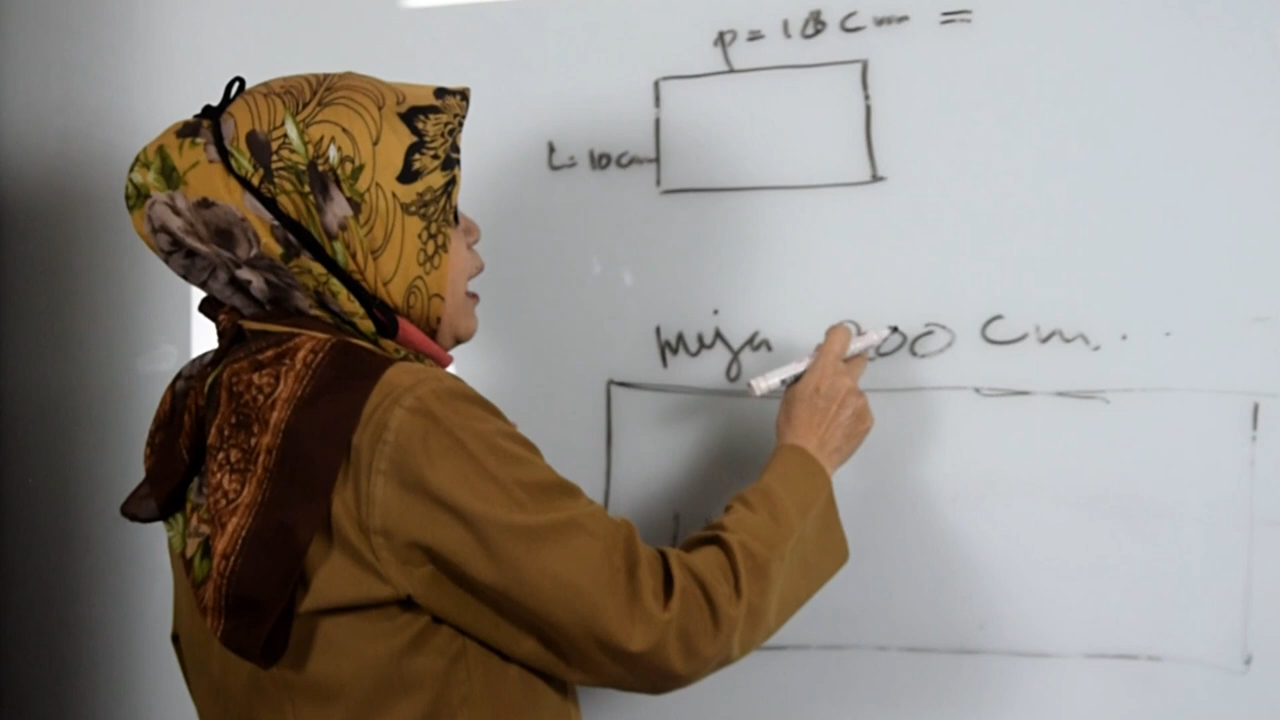 p = 18 Cm =
L = 10 cm
Meja 200 Cm...